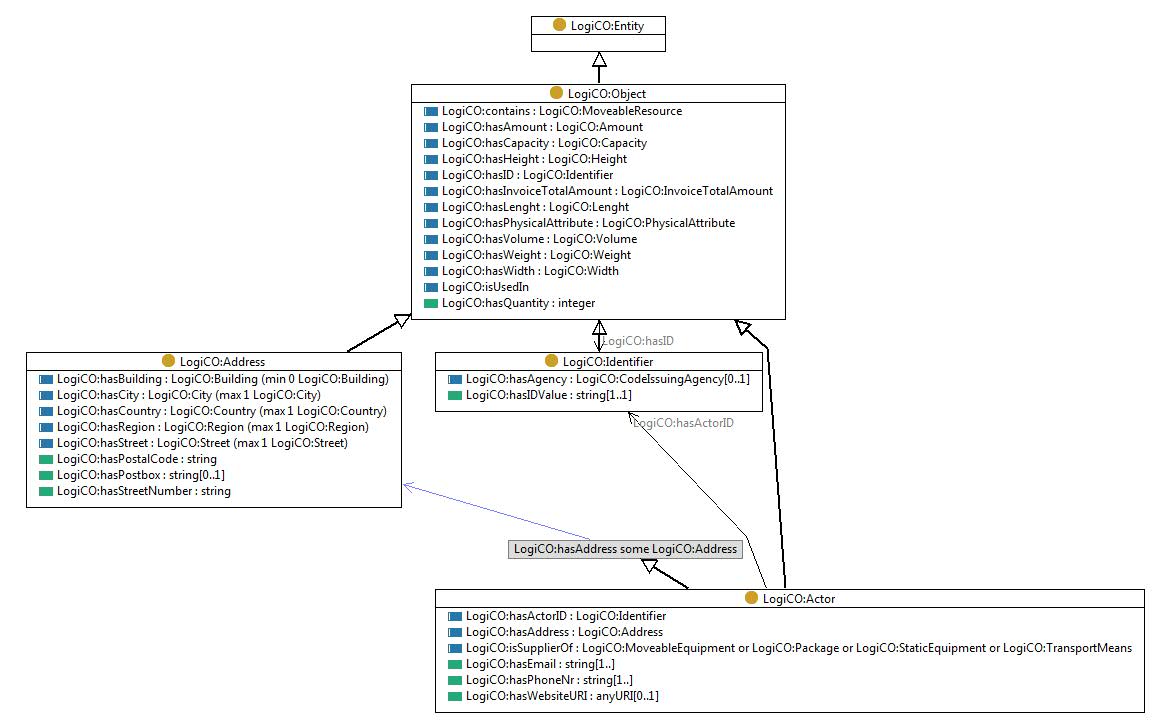 LogiCO:Entity
LogiCO:Object
LogiCO:contains : LogiCO:MoveableResource
LogiCO:hasAmount : LogiCO:Amount
LogiCO:hasCapacity : LogiCO:Capacity
LogiCO:hasHeight : LogiCO:Height
LogiCO:hasID : LogiCO:Identifier
LogiCO:hasInvoiceTotalAmount : LogiCO:InvoiceTotalAmount
LogiCO:hasLenght : LogiCO:Lenght
LogiCO:hasPhysicalAttribute : LogiCO:PhysicalAttribute
LogiCO:hasVolume : LogiCO:Volume
LogiCO:hasWeight : LogiCO:Weight
LogiCO:hasWidth : LogiCO:Width
LogiCO:isUsedIn
LogiCO:hasQuantity : integer
LogiCO:hasID
LogiCO:Address
LogiCO:hasBuilding : LogiCO:Building (min 0 LogiCO:Building)
LogiCO:hasCity : LogiCO:City (max 1 LogiCO:City)
LogiCO:hasCountry : LogiCO:Country (max 1 LogiCO:Country)
LogiCO:hasRegion : LogiCO:Region (max 1 LogiCO:Region)
LogiCO:hasStreet : LogiCO:Street (max 1 LogiCO:Street)
LogiCO:hasPostalCode : string
LogiCO:hasPostbox : string[0..1]
LogiCO:hasStreetNumber : string
LogiCO:Identifier
LogiCO:hasAgency : LogiCO:CodeIssuingAgency[0..1]
LogiCO:hasIDValue : string[1..1]
LogiCO:hasActorID
LogiCO:hasAddress some LogiCO:Address
LogiCO:Actor
LogiCO:hasActorID : LogiCO:Identifier
LogiCO:hasAddress : LogiCO:Address
LogiCO:isSupplierOf : LogiCO:MoveableEquipment or LogiCO:Package or LogiCO:StaticEquipment or LogiCO:TransportMeans
LogiCO:hasEmail : string[1..]
LogiCO:hasPhoneNr : string[1..]
LogiCO:hasWebsiteURI : anyURI[0..1]